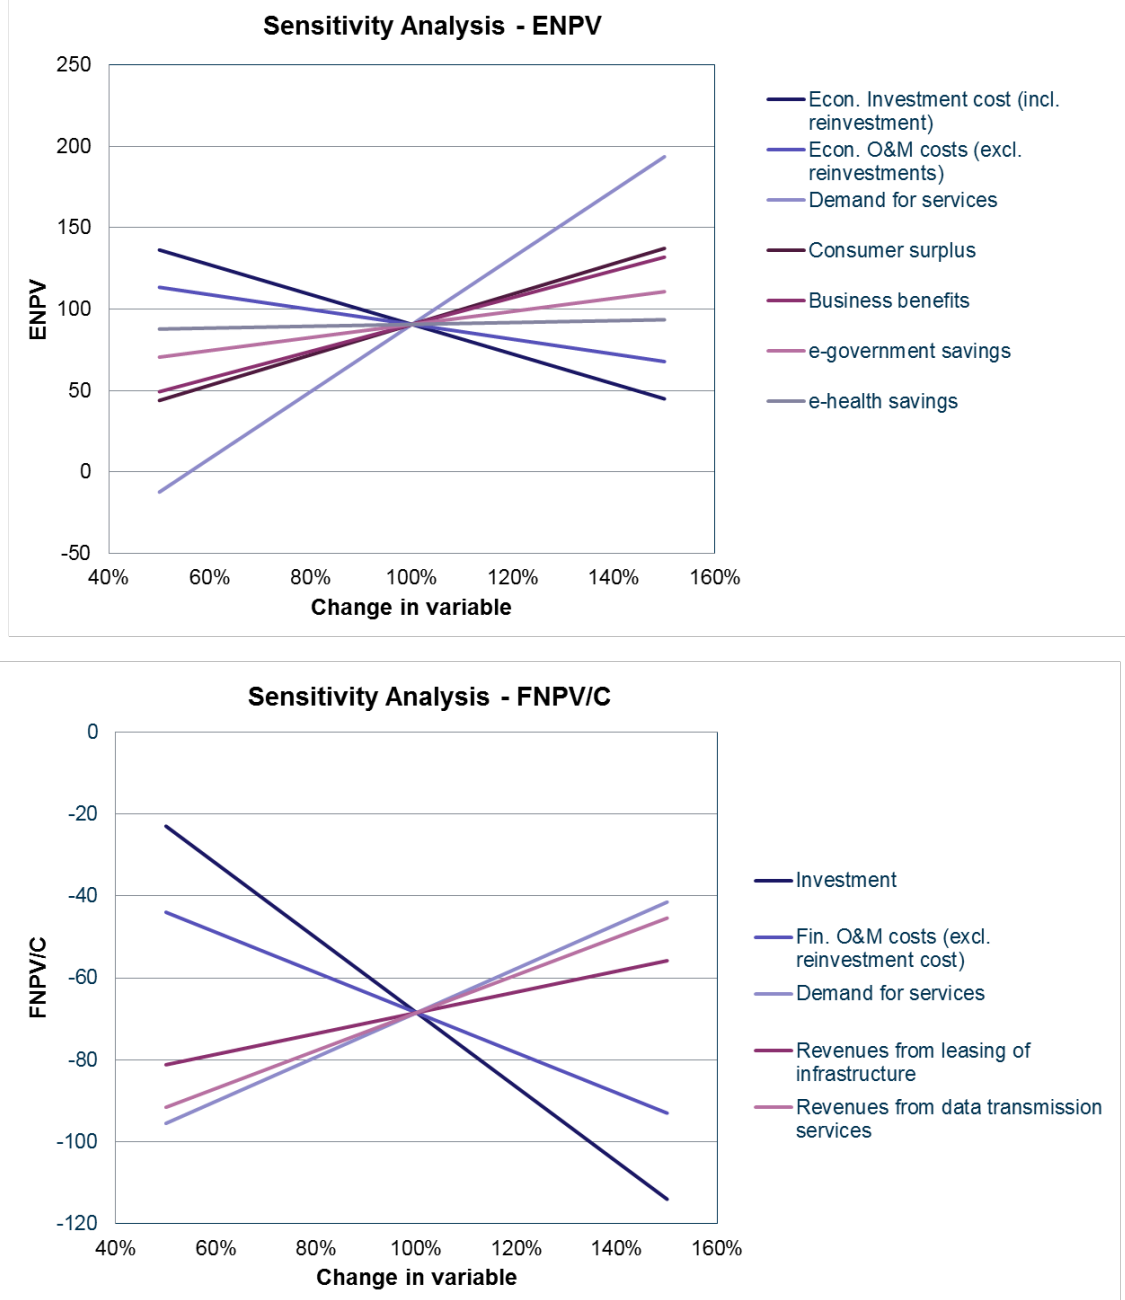 Sensitivity Analysis - ENPV
250
200
150
100
50
0
-50
ENPV
40% 60% 80% 100% 120% 140% 160%
Change in variable
Econ. Investment cost (incl.
reinvestment)
Econ. O&M costs (excl.
reinvestments)
Demand for services
Consumer surplus
Business benefits
e-government savings
e-health savings
Sensitivity Analysis - FNPV/C
0
-20
-40
-60
-80
-100
-120
FNPV/C
40% 60% 80% 100% 120% 140% 160%
Change in variable
Investment
Fin. O&M costs (excl.
reinvestment cost)
Demand for services
Revenues from leasing of
infrastructure
Revenues from data transmission
services